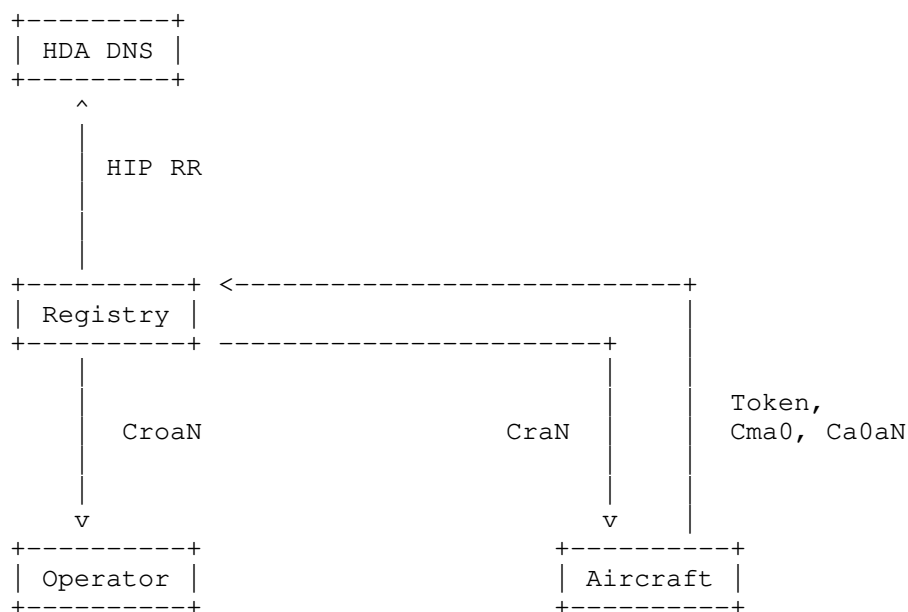 HDA DNS
HIP RR
Registry
Token,
CroaN CraN Cma0, Ca0aN
Operator Aircraft